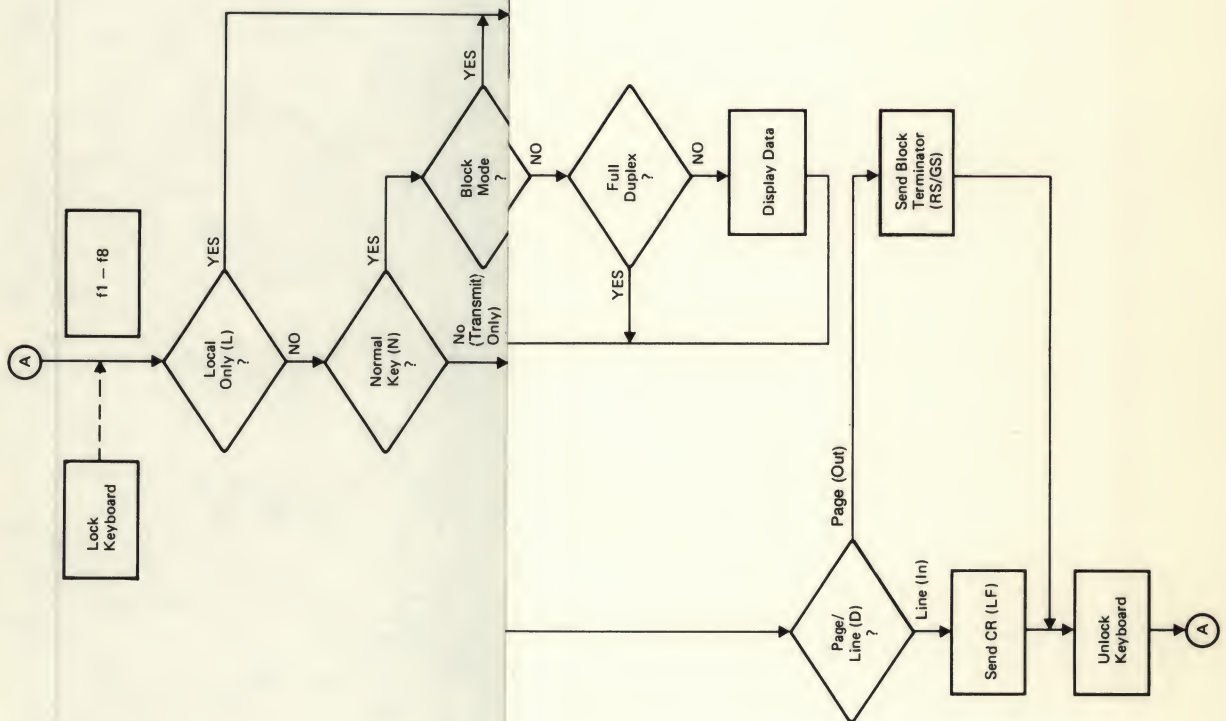 A
f1 – f8
Lock
Keyboard
Local
Only (L)
?
YES
NO
Normal
Key (N)
?
YES
No
(Transmit
Only)
Block
Mode
?
YES
NO
Full
Duplex
?
YES
NO
Display Data
Page/
Line (D)
?
Page (Out)
Line (In)
Send Block
Terminator
(RS/GS)
Send CR (LF)
Unlock
Keyboard
A